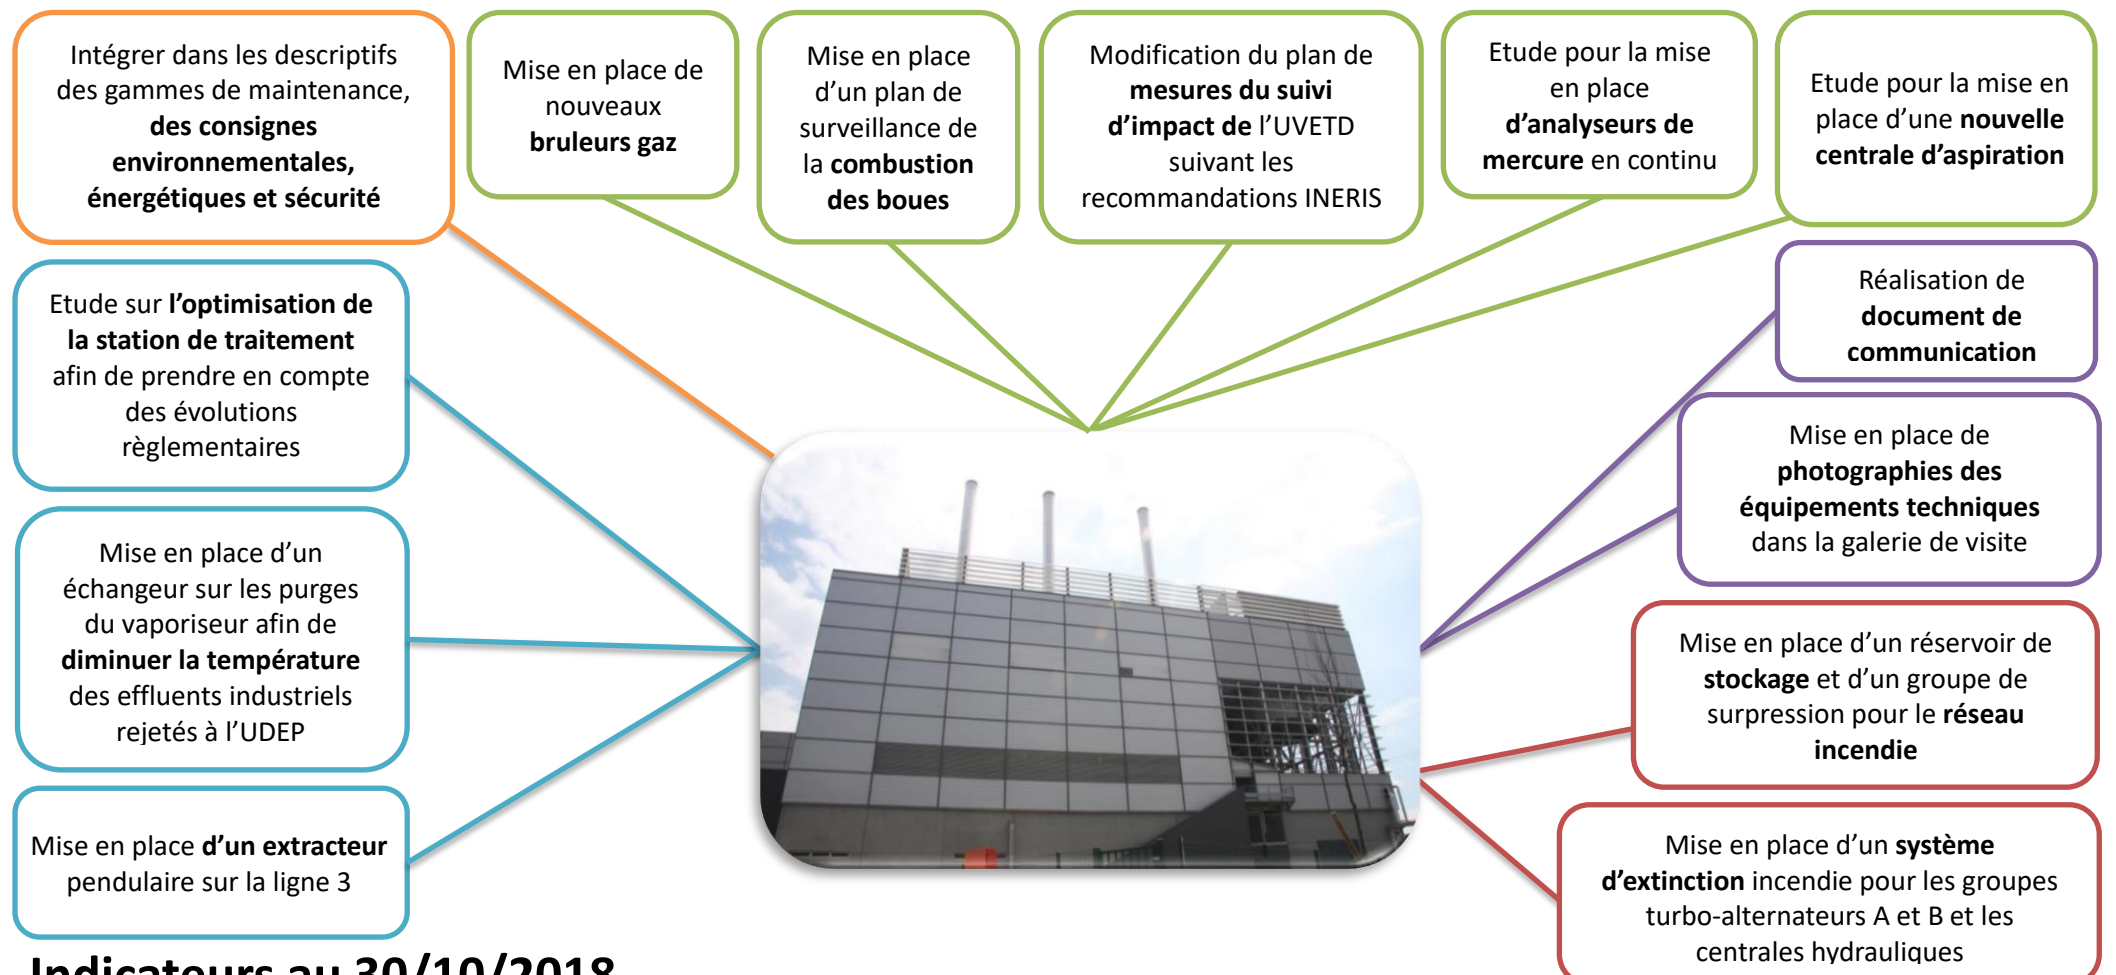 Intégrer dans les descriptifs
des gammes de maintenance,
des consignes
environnementales,
énergétiques et sécurité
Mise en place de
nouveaux
bruleurs gaz
Mise en place
d’un plan de
surveillance de
la combustion
des boues
Modification du plan de
mesures du suivi
d’impact de l’UVETD
suivant les
recommandations INERIS
Etude pour la mise
en place
d’analyseurs de
mercure en continu
Etude pour la mise en
place d’une nouvelle
centrale d’aspiration
Etude sur l’optimisation de
la station de traitement
afin de prendre en compte
des évolutions
règlementaires
Réalisation de
document de
communication
Mise en place de
photographies des
équipements techniques
dans la galerie de visite
Mise en place d’un
échangeur sur les purges
du vaporiseur afin de
diminuer la température
des effluents industriels
rejetés à l’UDEP
Mise en place d’un réservoir de
stockage et d’un groupe de
surpression pour le réseau
incendie
Mise en place d’un extracteur
pendulaire sur la ligne 3
Mise en place d’un système
d’extinction incendie pour les groupes
turbo-alternateurs A et B et les
centrales hydrauliques
Indicateurs au 30/10/2018